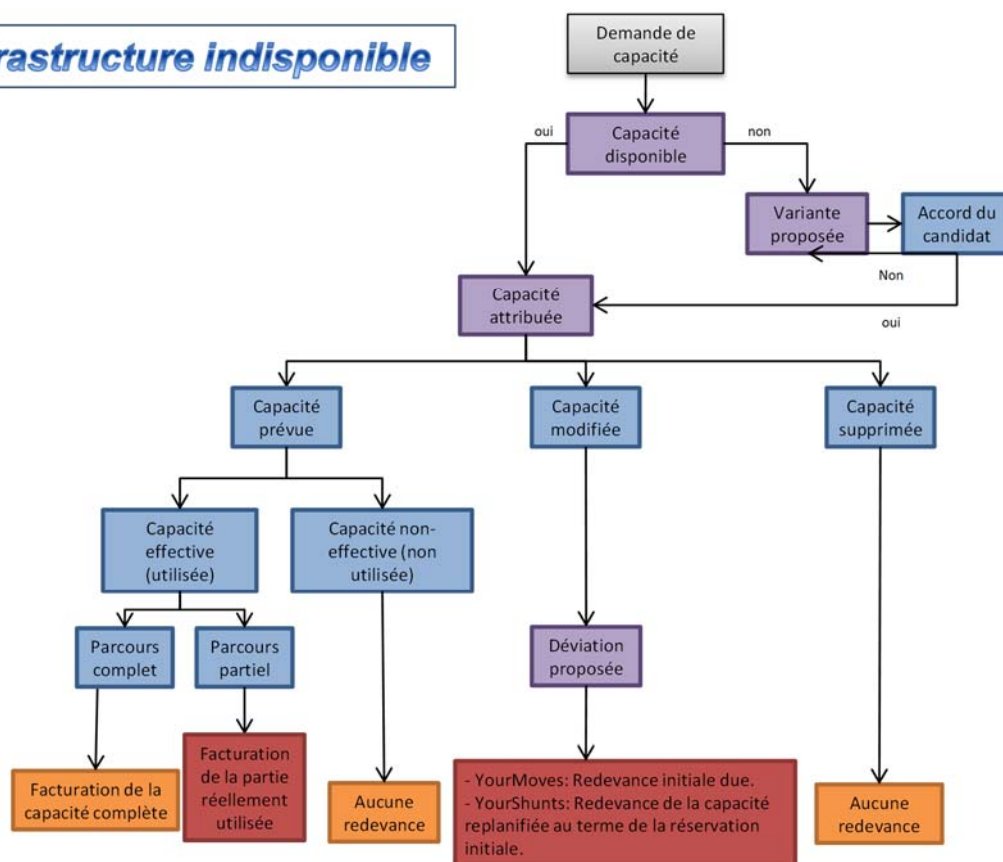 rastructure indisponible
Demande de
capacité
oui
Capacité
disponible
non
Variante
proposée
Accord du
candidat
Non
Capacité
attribuée
oui
Capacité
prévue
Capacité
modifiée
Capacité
supprimée
Capacité
effective
(utilisée)
Capacité non-
effective (non
utilisée)
Parcours
complet
Parcours
partiel
Déviation
proposée
Facturation de la
capacité complète
Facturation
de la partie
réellement
utilisée
Aucune
redevance
- YourMoves: Redevance initiale due.
- YourShunts: Redevance de la capacité
replanifiée au terme de la réservation
initiale.
Aucune
redevance